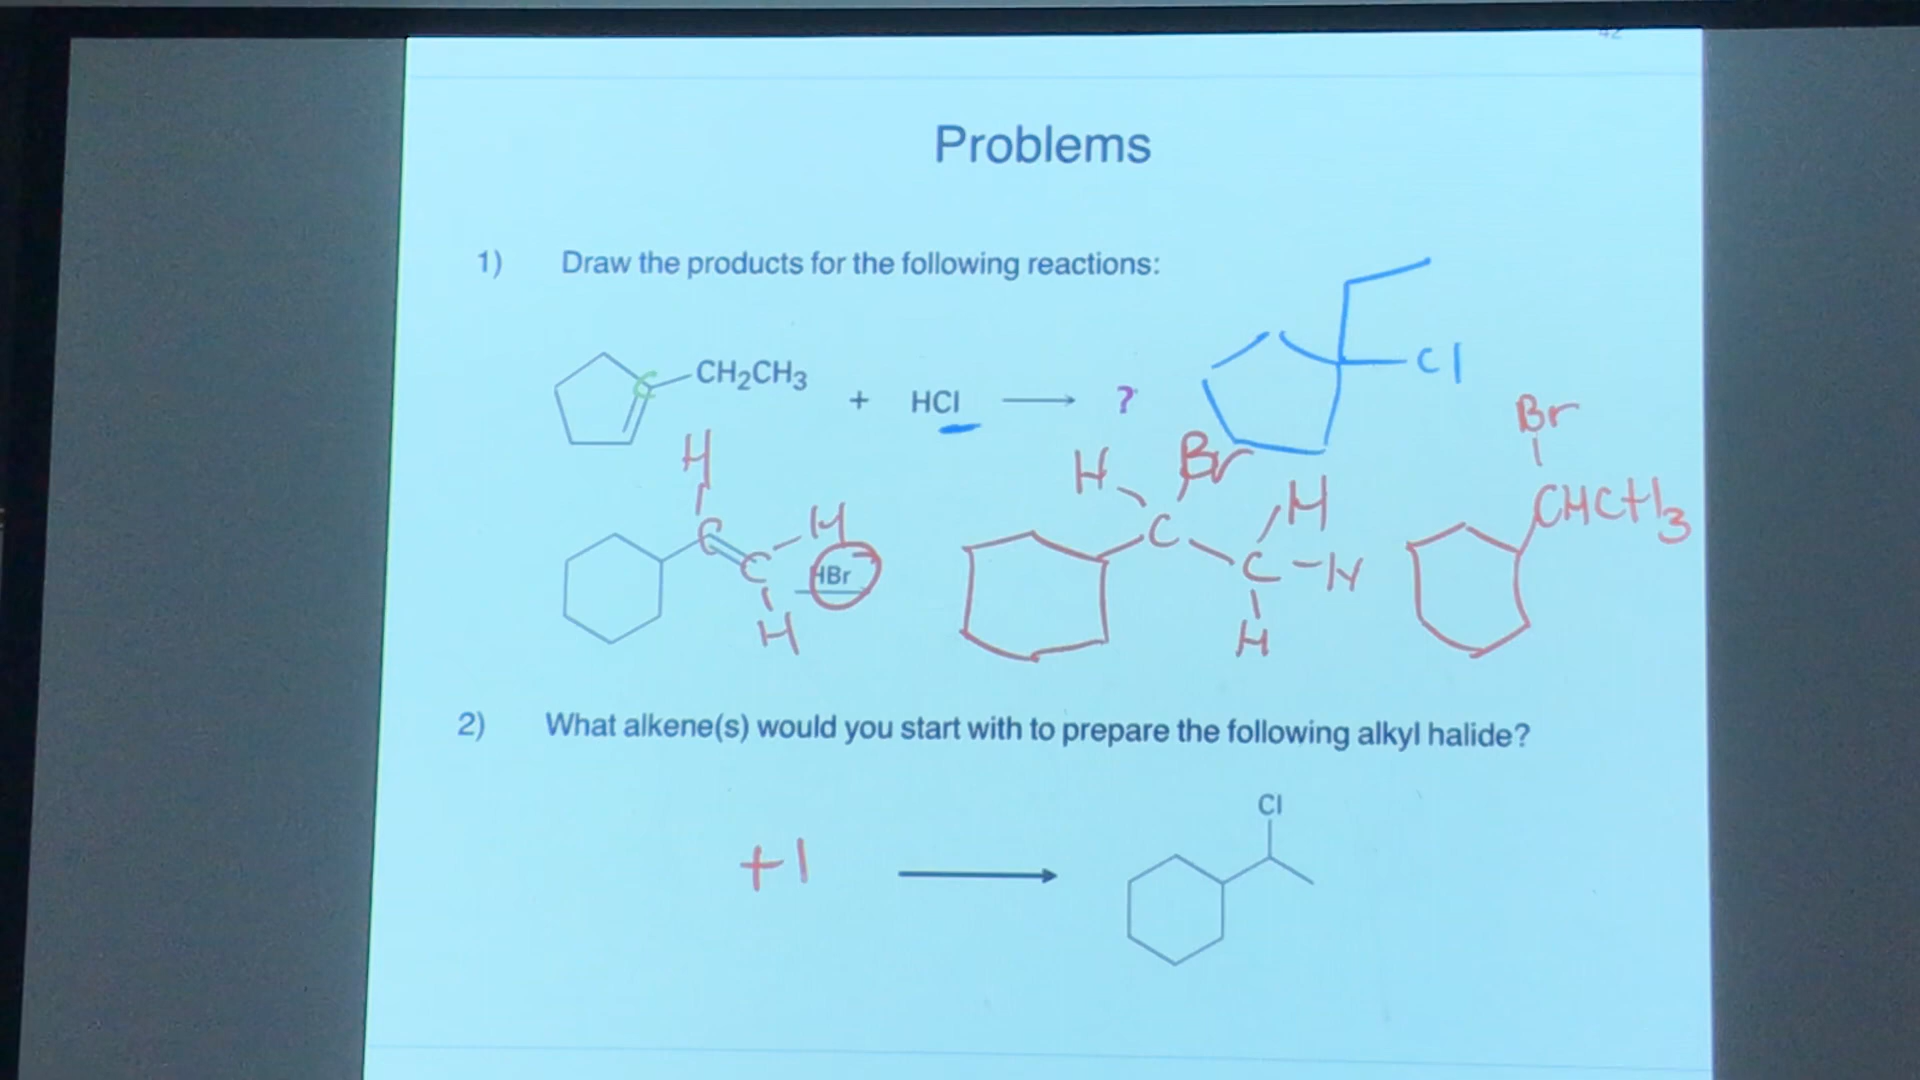 42
Problems
1) Draw the products for the following reactions:
CH2CH3 + HCl → ?
C
Cl
H
C=C
H
H
HBr
H Br
C H
C-H
H
Br
CHCH3
2) What alkene(s) would you start with to prepare the following alkyl halide?
Cl
+1 →